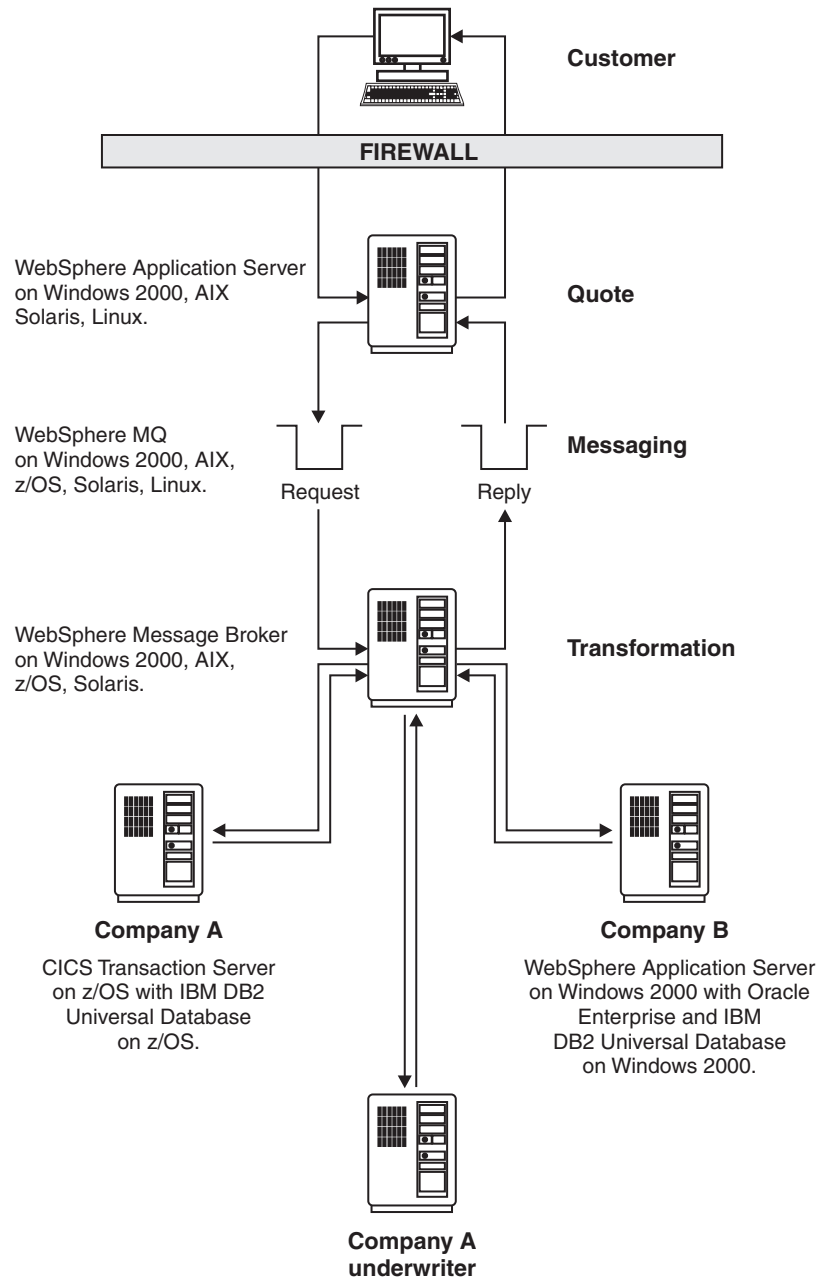 Customer
FIREWALL
WebSphere Application Server
on Windows 2000, AIX
Solaris, Linux.
Quote
WebSphere MQ
on Windows 2000, AIX,
z/OS, Solaris, Linux.
Messaging
Request
Reply
WebSphere Message Broker
on Windows 2000, AIX,
z/OS, Solaris.
Transformation
Company A
CICS Transaction Server
on z/OS with IBM DB2
Universal Database
on z/OS.
Company B
WebSphere Application Server
on Windows 2000 with Oracle
Enterprise and IBM
DB2 Universal Database
on Windows 2000.
Company A
underwriter